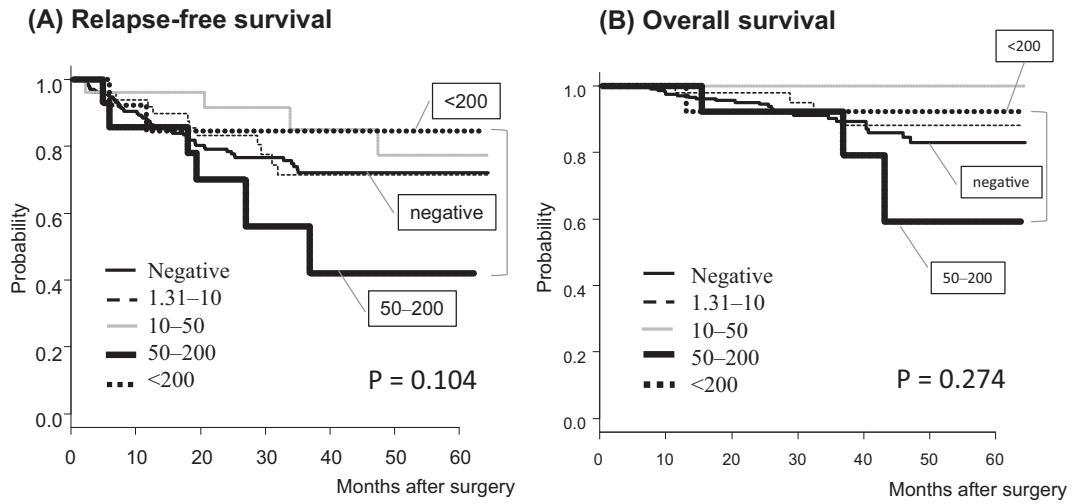 (A) Relapse-free survival
1.0
0.8
0.6
0.4
0.2
0.0
Probability
<200
negative
50–200
Negative
1.31–10
10–50
50–200
<200
P = 0.104
0 10 20 30 40 50 60
Months after surgery
(B) Overall survival
1.0
0.8
0.6
0.4
0.2
0.0
Probability
<200
negative
50–200
Negative
1.31–10
10–50
50–200
<200
P = 0.274
0 10 20 30 40 50 60
Months after surgery